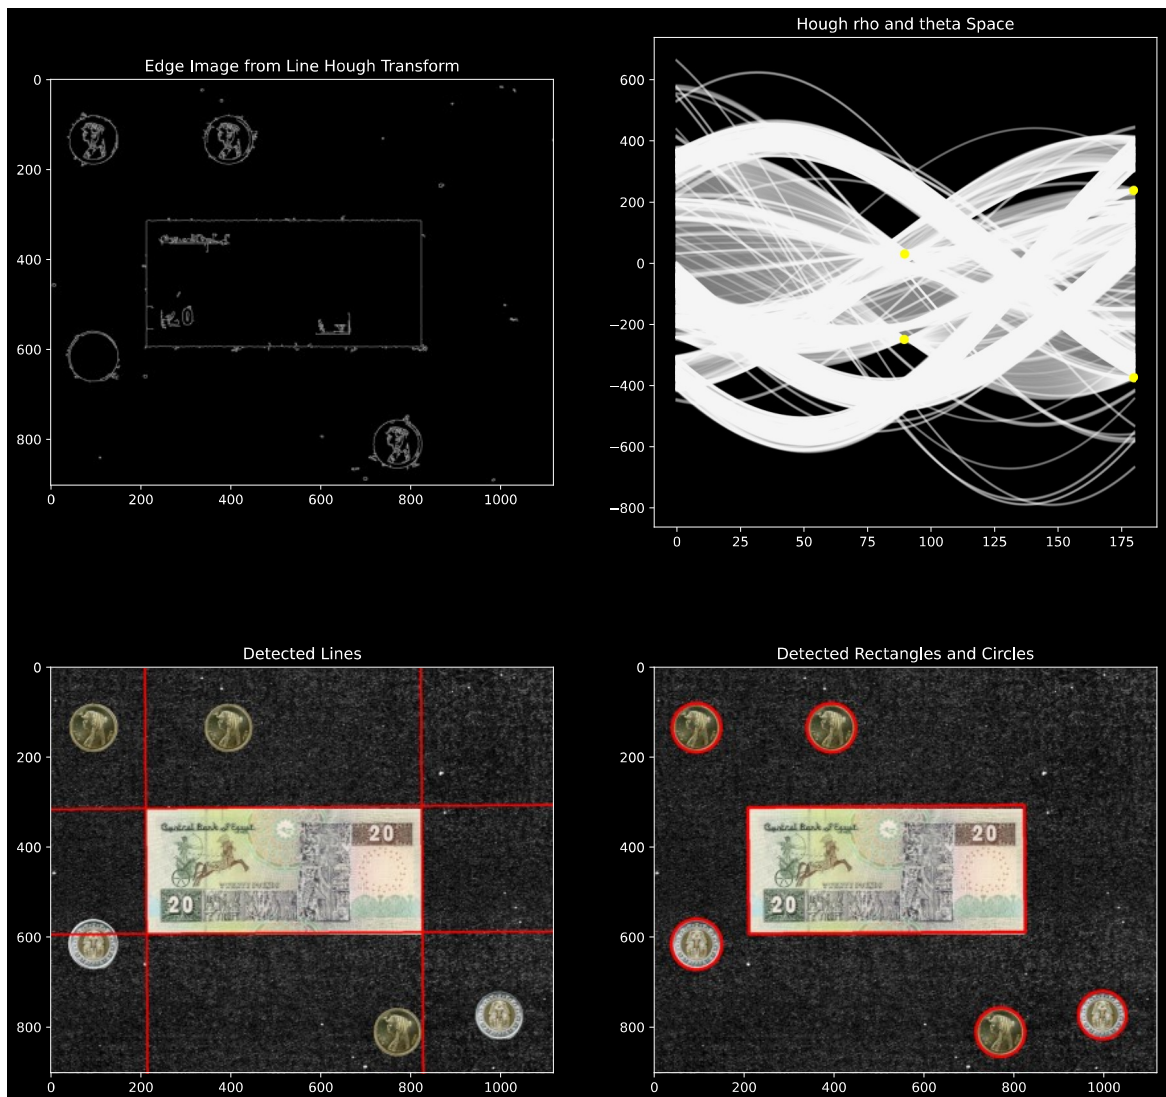 Edge Image from Line Hough Transform
0
200
400
600
800
0 200 400 600 800 1000
Hough rho and theta Space
600
400
200
0
−200
−400
−600
−800
0 25 50 75 100 125 150 175
Detected Lines
0
200
400
600
800
Central Bank of Egypt
20
TWENTY POUNDS
20
0 200 400 600 800 1000
Detected Rectangles and Circles
0
200
400
600
800
Central Bank of Egypt
20
TWENTY POUNDS
20
0 200 400 600 800 1000